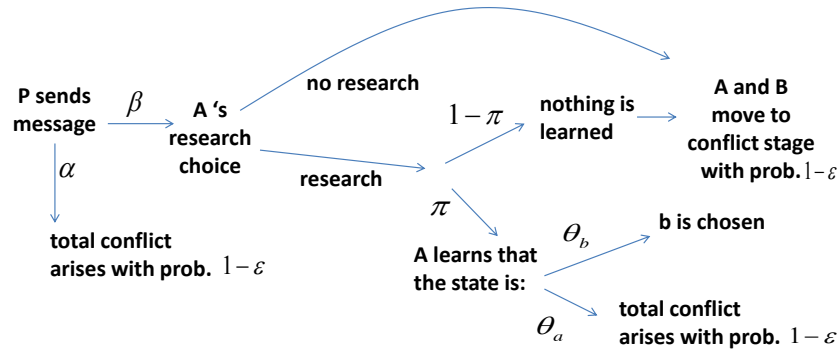 P sends
message
β
α
total conflict
arises with prob. 1 − ε
A ‘s
research
choice
no research
research
1 − π
π
nothing is
learned
A and B
move to
conflict stage
with prob. 1 − ε
A learns that
the state is:
θ_b
θ_a
b is chosen
total conflict
arises with prob. 1 − ε